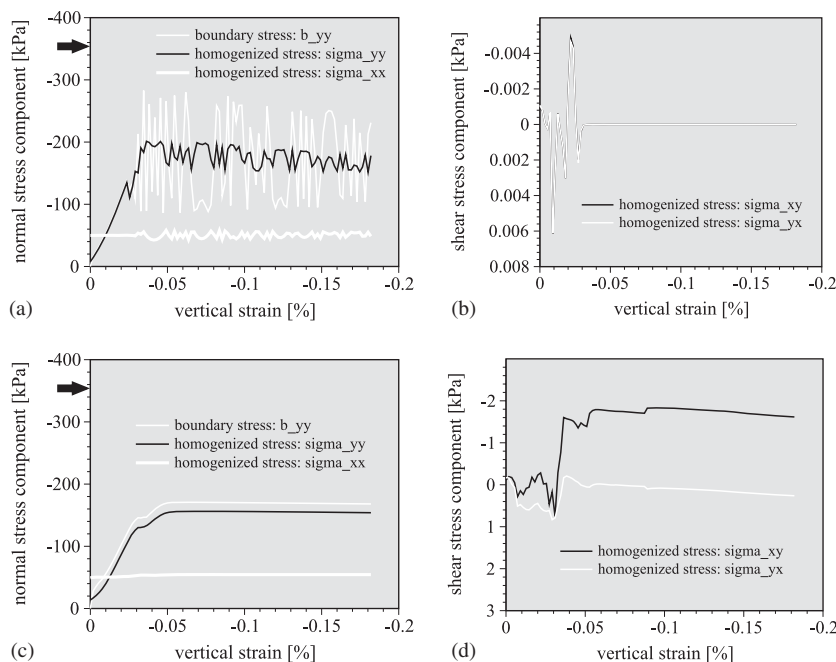 (a)
normal stress component [kPa]
-400
-300
-200
-100
0
boundary stress: b_yy
homogenized stress: sigma_yy
homogenized stress: sigma_xx
0 -0.05 -0.1 -0.15 -0.2
vertical strain [%]
(b)
shear stress component [kPa]
-0.004
-0.002
0
0.002
0.004
0.006
0.008
homogenized stress: sigma_xy
homogenized stress: sigma_yx
0 -0.05 -0.1 -0.15 -0.2
vertical strain [%]
(c)
normal stress component [kPa]
-400
-300
-200
-100
0
boundary stress: b_yy
homogenized stress: sigma_yy
homogenized stress: sigma_xx
0 -0.05 -0.1 -0.15 -0.2
vertical strain [%]
(d)
shear stress component [kPa]
-2
-1
0
1
2
3
homogenized stress: sigma_xy
homogenized stress: sigma_yx
0 -0.05 -0.1 -0.15 -0.2
vertical strain [%]